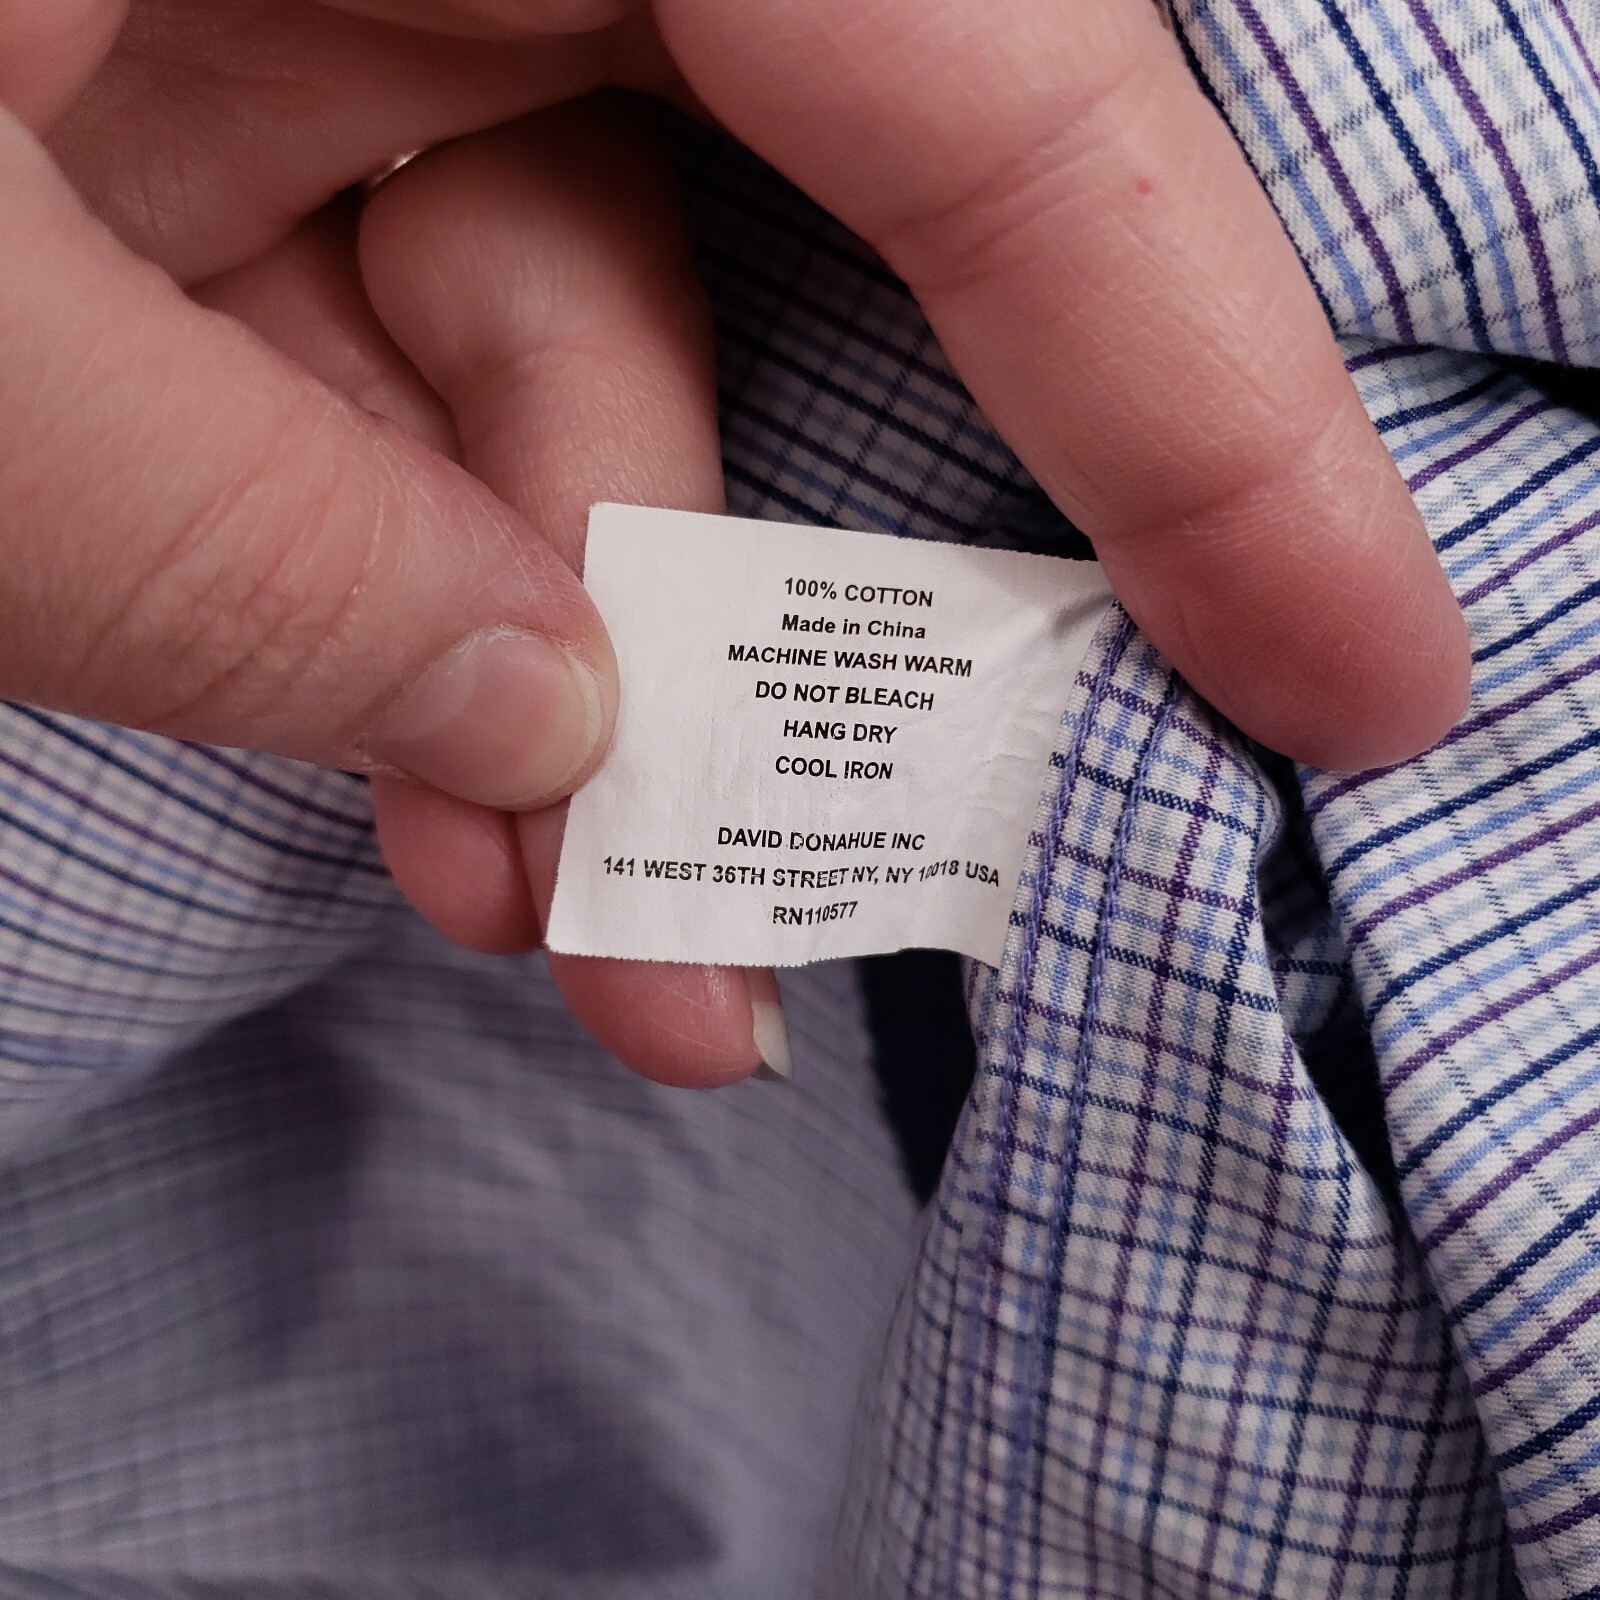 100% COTTON
Made in China
MACHINE WASH WARM
DO NOT BLEACH
HANG DRY
COOL IRON
DAVID DONAHUE INC
141 WEST 36TH STREET NY, NY 10018 USA
RN110577